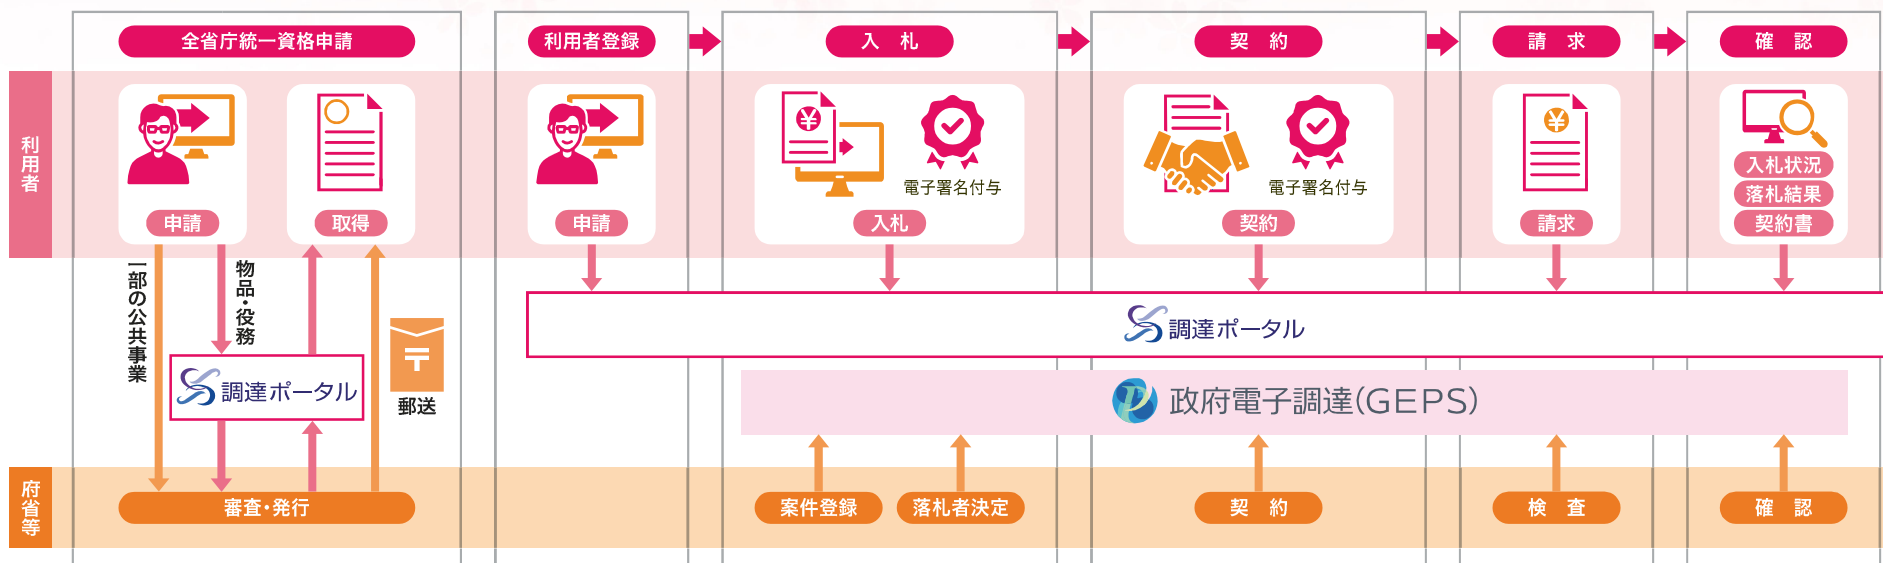 全省庁統一資格申請
利用者登録
入 札
契 約
請 求
確 認
利用者
申請
取得
申請
電子署名付与
入札
電子署名付与
契約
請求
入札状況
落札結果
契約書
一部の公共事業
物品・役務
郵送
調達ポータル
調達ポータル
政府電子調達(GEPS)
府省等
審査・発行
案件登録
落札者決定
契 約
検 査
確 認